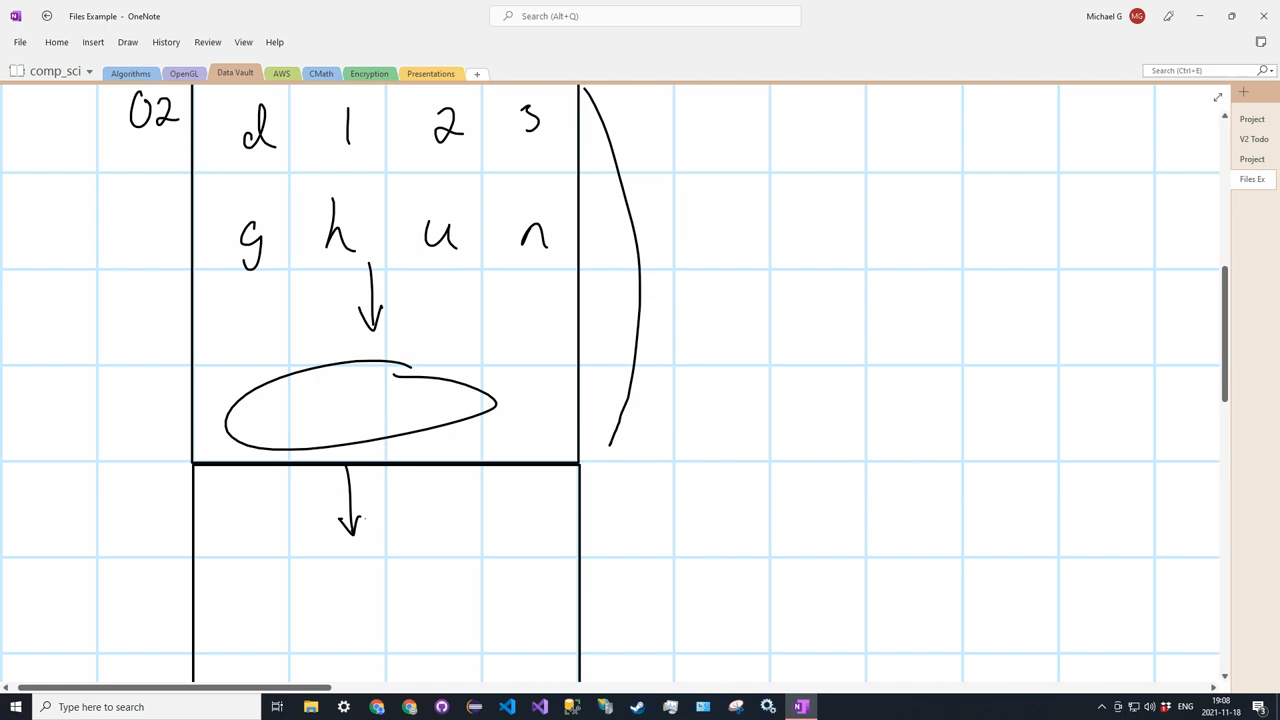 Files Example - OneNote
Search (Alt+Q)
Michael G
MG
File Home Insert Draw History Review View Help
comp_sci
Algorithms OpenGL Data Vault AWS CMath Encryption Presentations +
Search (Ctrl+E)
Project
V2 Todo
Project
Files Ex
02 d 1 2 3
g h u n
Type here to search
ENG
19:08
2021-11-18